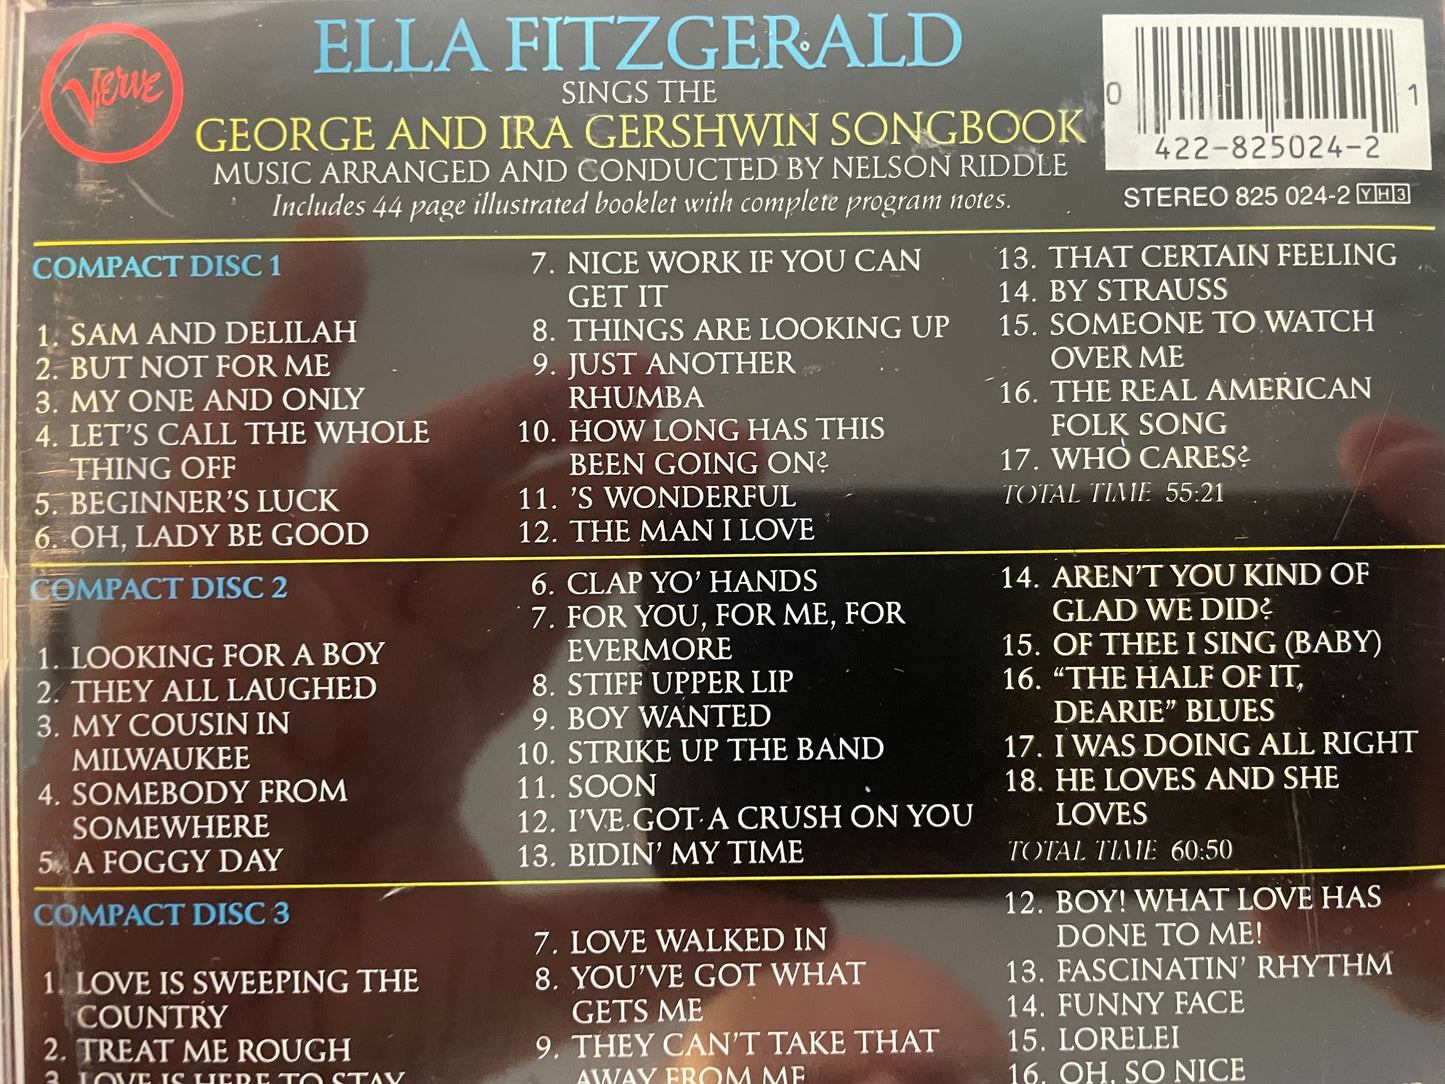 Verve
ELLA FITZGERALD
SINGS THE
GEORGE AND IRA GERSHWIN SONGBOOK
MUSIC ARRANGED AND CONDUCTED BY NELSON RIDDLE
Includes 44 page illustrated booklet with complete program notes.
0 1
422-825024-2
STEREO 825 024-2 YH3
COMPACT DISC 1
1. SAM AND DELILAH
2. BUT NOT FOR ME
3. MY ONE AND ONLY
4. LET'S CALL THE WHOLE
THING OFF
5. BEGINNER'S LUCK
6. OH, LADY BE GOOD
7. NICE WORK IF YOU CAN
GET IT
8. THINGS ARE LOOKING UP
9. JUST ANOTHER
RHUMBA
10. HOW LONG HAS THIS
BEEN GOING ON?
11. 'S WONDERFUL
12. THE MAN I LOVE
13. THAT CERTAIN FEELING
14. BY STRAUSS
15. SOMEONE TO WATCH
OVER ME
16. THE REAL AMERICAN
FOLK SONG
17. WHO CARES?
TOTAL TIME 55:21
COMPACT DISC 2
1. LOOKING FOR A BOY
2. THEY ALL LAUGHED
3. MY COUSIN IN
MILWAUKEE
4. SOMEBODY FROM
SOMEWHERE
5. A FOGGY DAY
6. CLAP YO' HANDS
7. FOR YOU, FOR ME, FOR
EVERMORE
8. STIFF UPPER LIP
9. BOY WANTED
10. STRIKE UP THE BAND
11. SOON
12. I'VE GOT A CRUSH ON YOU
13. BIDIN' MY TIME
14. AREN'T YOU KIND OF
GLAD WE DID?
15. OF THEE I SING (BABY)
16. "THE HALF OF IT,
DEARIE" BLUES
17. I WAS DOING ALL RIGHT
18. HE LOVES AND SHE
LOVES
TOTAL TIME 60:50
COMPACT DISC 3
1. LOVE IS SWEEPING THE
COUNTRY
2. TREAT ME ROUGH
3. LOVE IS HERE TO STAY
7. LOVE WALKED IN
8. YOU'VE GOT WHAT
GETS ME
9. THEY CAN'T TAKE THAT
AWAY FROM ME
12. BOY! WHAT LOVE HAS
DONE TO ME!
13. FASCINATIN' RHYTHM
14. FUNNY FACE
15. LORELEI
16. OH, SO NICE